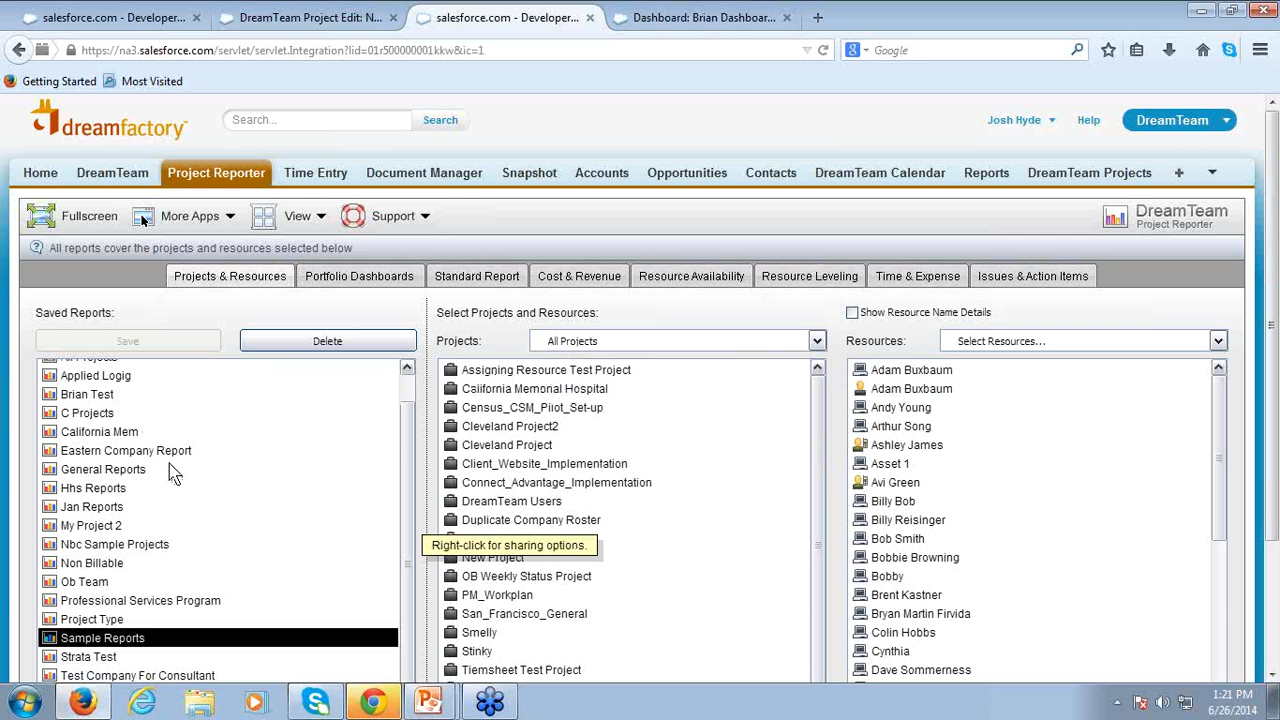 salesforce.com - Developer... ×
DreamTeam Project Edit: N... ×
salesforce.com - Developer... ×
Dashboard: Brian Dashboar... ×
https://na3.salesforce.com/servlet/servlet.Integration?lid=01r500000001kkw&ic=1
Google
Getting Started
Most Visited
dreamfactory
Search...
Search
Josh Hyde
Help
DreamTeam
Home
DreamTeam
Project Reporter
Time Entry
Document Manager
Snapshot
Accounts
Opportunities
Contacts
DreamTeam Calendar
Reports
DreamTeam Projects
Fullscreen
More Apps
View
Support
DreamTeam
Project Reporter
All reports cover the projects and resources selected below
Projects & Resources
Portfolio Dashboards
Standard Report
Cost & Revenue
Resource Availability
Resource Leveling
Time & Expense
Issues & Action Items
Saved Reports:
Save
Delete
All Projects
Applied Logig
Brian Test
C Projects
California Mem
Eastern Company Report
General Reports
Hhs Reports
Jan Reports
My Project 2
Nbc Sample Projects
Non Billable
Ob Team
Professional Services Program
Project Type
Sample Reports
Strata Test
Test Company For Consultant
Select Projects and Resources:
Projects:
All Projects
Assigning Resource Test Project
California Memonal Hospital
Census_CSM_Piiot_Set-up
Cleveland Project2
Cleveland Project
Client_Website_Implementation
Connect_Advantage_Implementation
DreamTeam Users
Duplicate Company Roster
Right-click for sharing options.
New Project
OB Weekly Status Project
PM_Workplan
San_Francisco_General
Smelly
Stinky
Tiemsheet Test Project
Show Resource Name Details
Resources:
Select Resources...
Adam Buxbaum
Adam Buxbaum
Andy Young
Arthur Song
Ashley James
Asset 1
Avi Green
Billy Bob
Billy Reisinger
Bob Smith
Bobbie Browning
Bobby
Brent Kastner
Bryan Martin Firvida
Colin Hobbs
Cynthia
Dave Sommerness
1:21 PM
6/26/2014